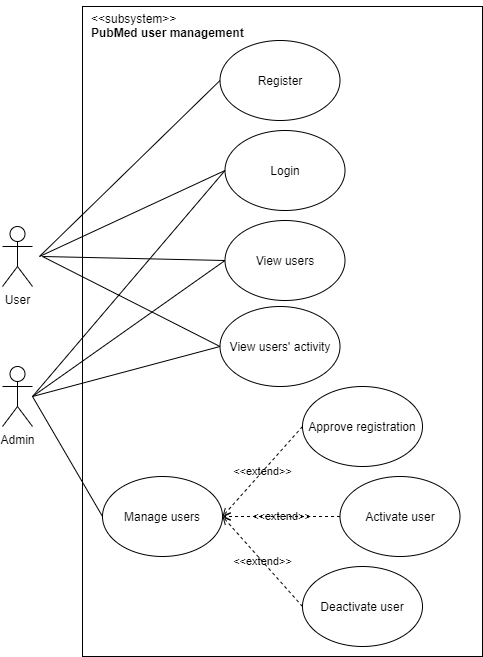 <<subsystem>>
PubMed user management
Register
Login
View users
User
View users' activity
Admin
Approve registration
<<extend>>
Manage users
<<extend>>
Activate user
<<extend>>
Deactivate user